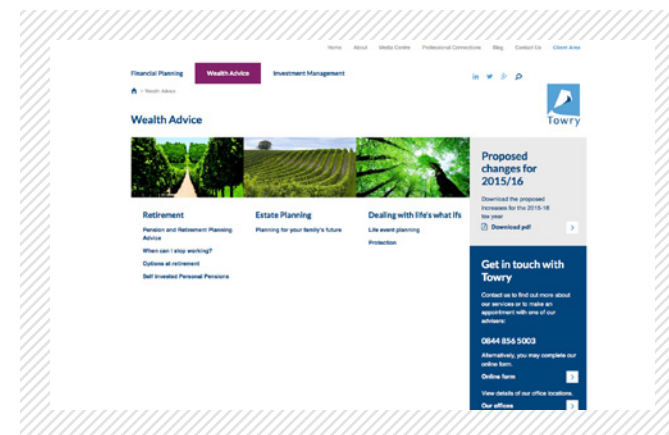 Home About Media Centre Professional Connections Blog Contact Us Client Area
Financial Planning Wealth Advice Investment Management
> Wealth Advice
Towry
Wealth Advice
Retirement
Pension and Retirement Planning
Advice
When can I stop working?
Options at retirement
Self Invested Personal Pensions
Estate Planning
Planning for your family's future
Dealing with life's what ifs
Life event planning
Protection
Proposed
changes for
2015/16
Download the proposed
increases for the 2015-16
tax year
Download pdf
Get in touch with
Towry
Contact us to find out more about
our services or to make an
appointment with one of our
advisers:
0844 856 5003
Alternatively, you may complete our
online form.
Online form
View details of our office locations.
Our offices